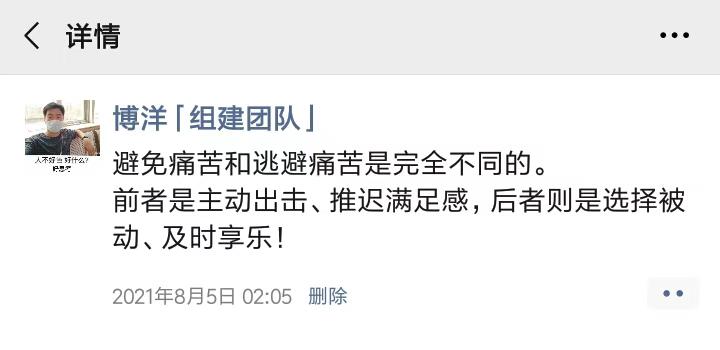 详情
博洋「组建团队」
避免痛苦和逃避痛苦是完全不同的。
前者是主动出击、推迟满足感，后者则是选择被
动、及时享乐！
2021年8月5日 02:05 删除